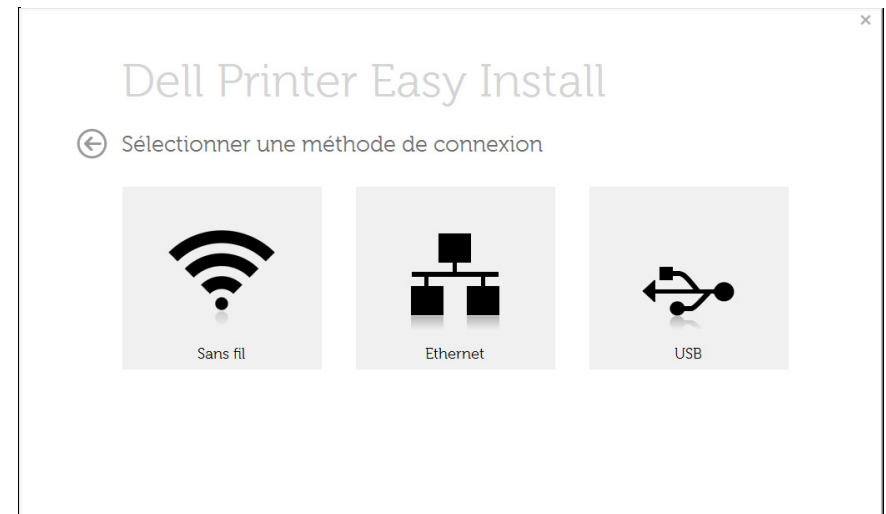 Dell Printer Easy Install
Sélectionner une méthode de connexion
Sans fil
Ethernet
USB